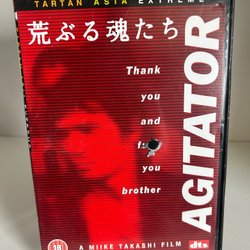 TARTAN ASIA EXTREME
荒ぶる魂たち
Thank
you
and
you
brother
AGITATOR
18
A MIIKE TAKASHI FILM
dts